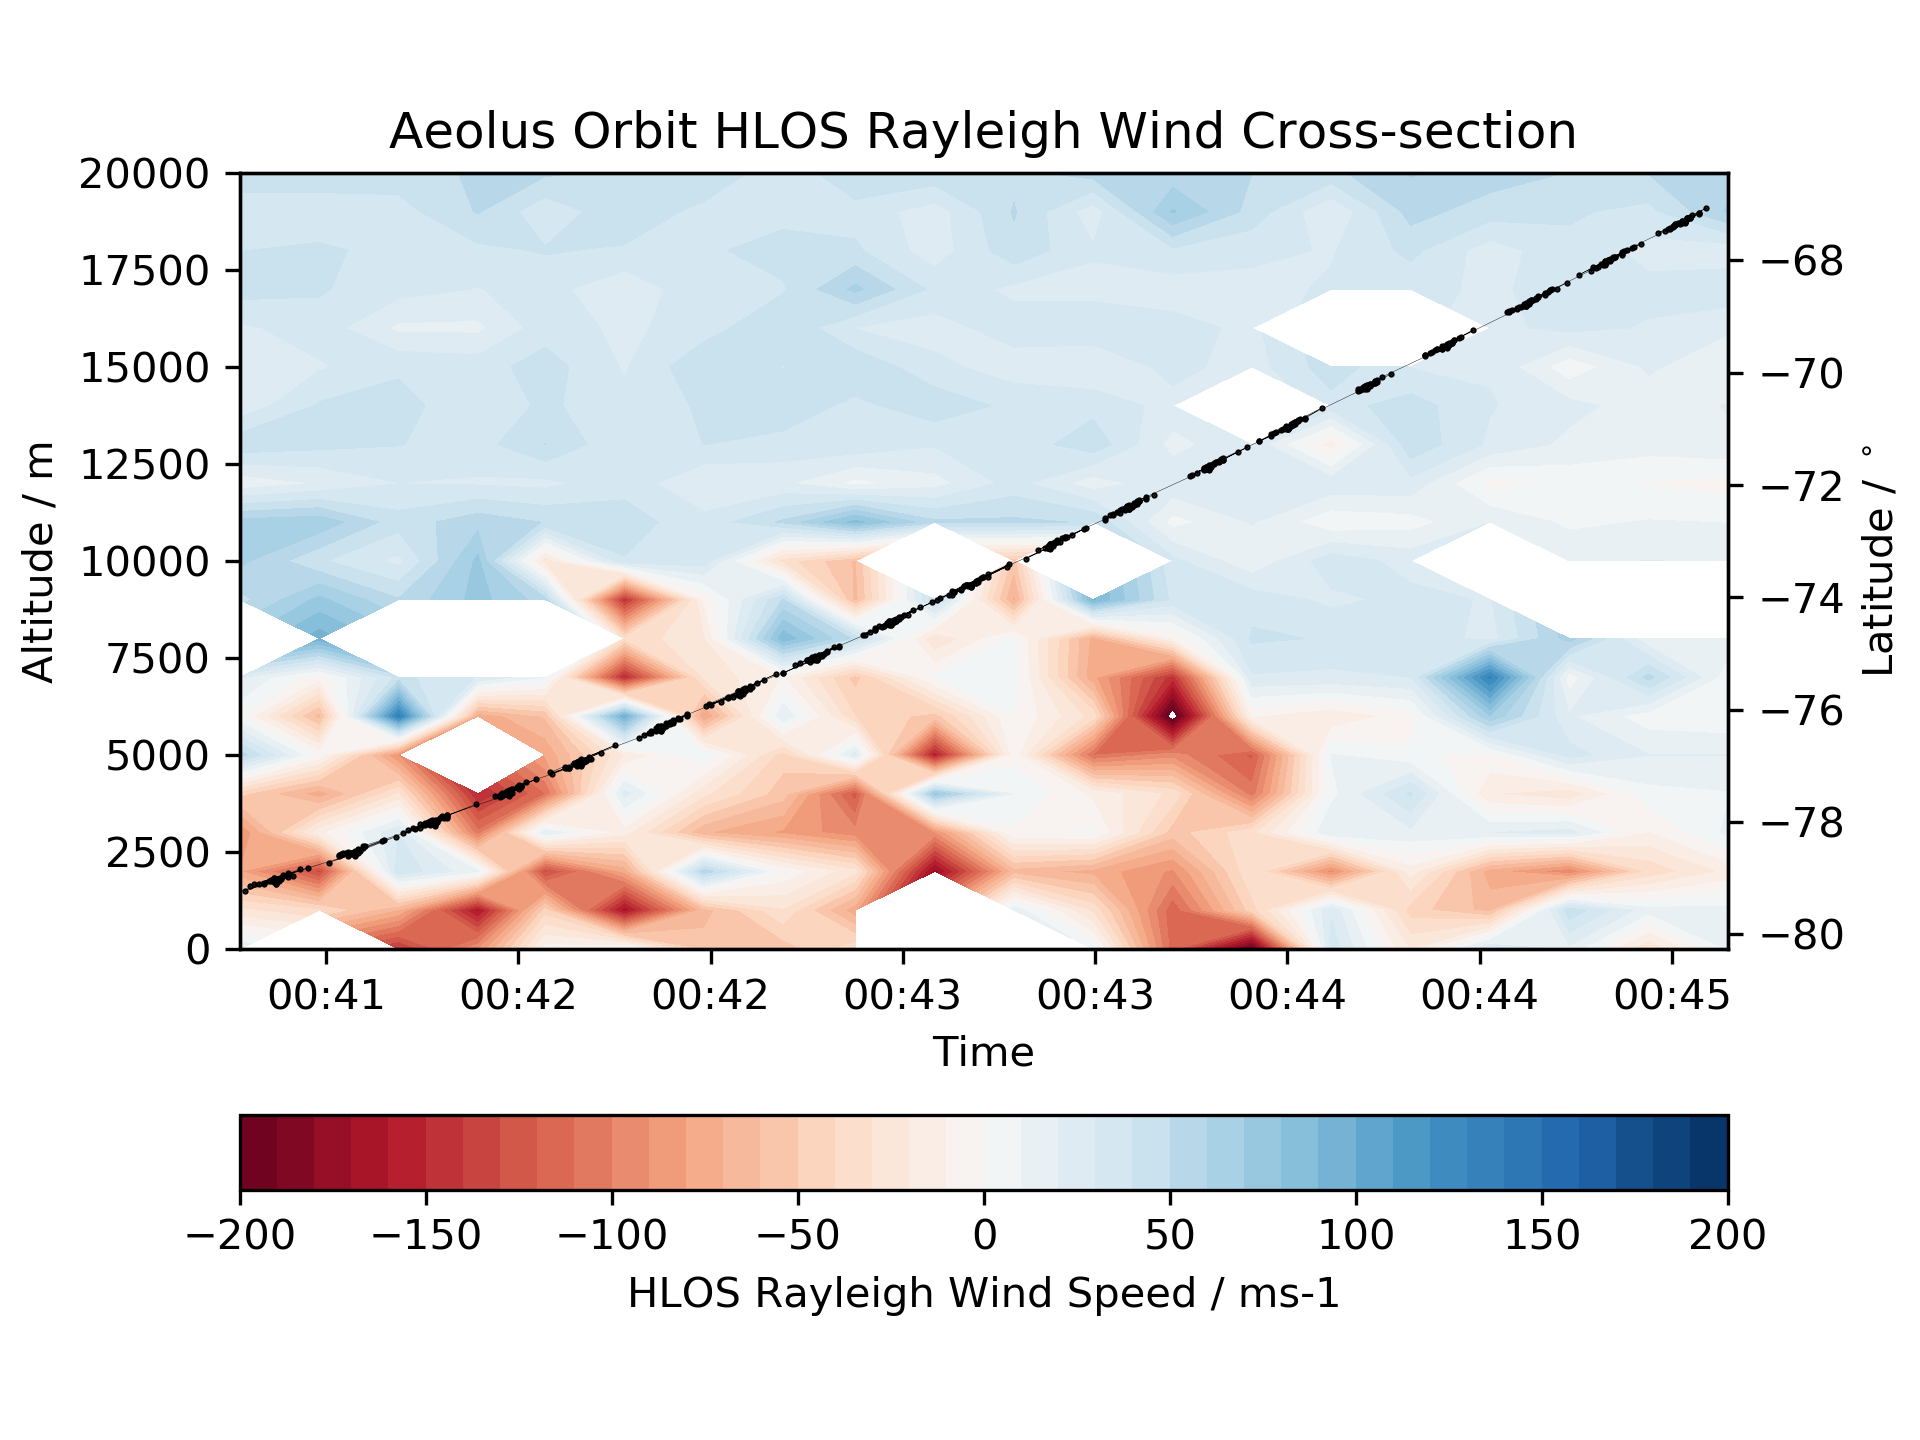 Aeolus Orbit HLOS Rayleigh Wind Cross-section
20000
17500
15000
12500
10000
7500
5000
2500
0
Altitude / m
−68
−70
−72
−74
−76
−78
−80
Latitude / °
00:41 00:42 00:42 00:43 00:43 00:44 00:44 00:45
Time
−200 −150 −100 −50 0 50 100 150 200
HLOS Rayleigh Wind Speed / ms-1